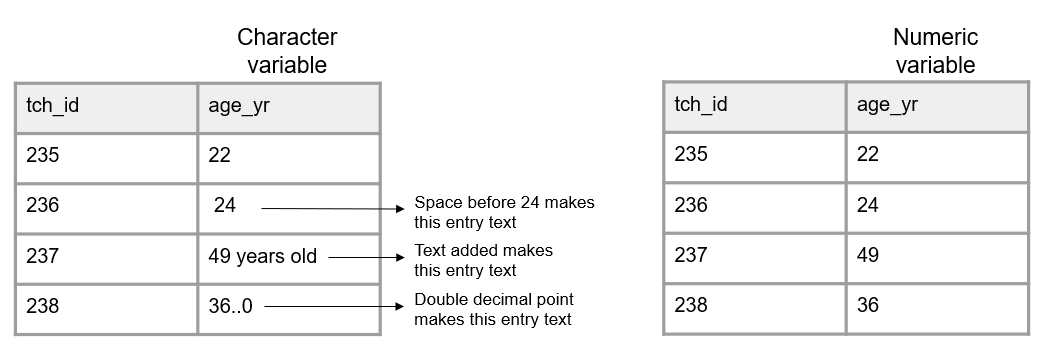 Character
variable
tch_id age_yr
235 22
236 24
Space before 24 makes
this entry text
237 49 years old
Text added makes
this entry text
238 36..0
Double decimal point
makes this entry text
Numeric
variable
tch_id age_yr
235 22
236 24
237 49
238 36